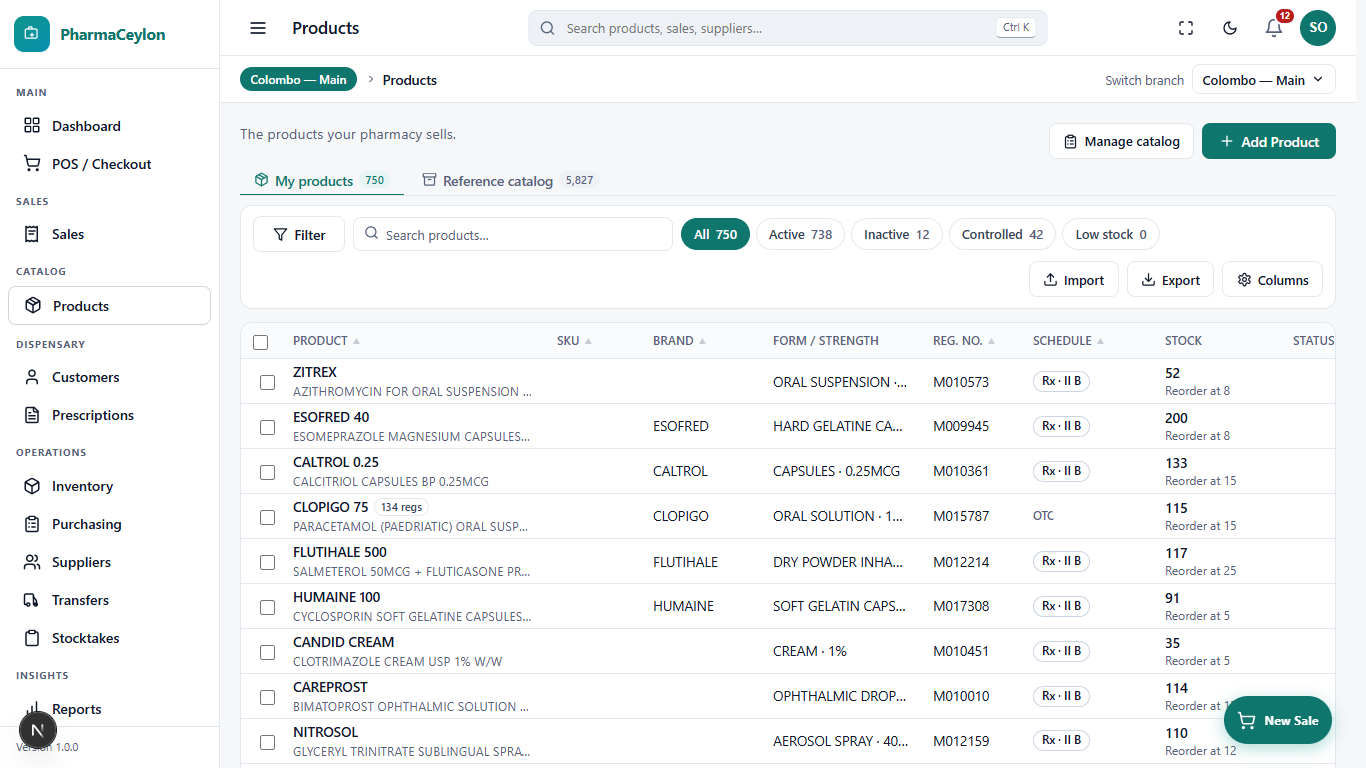 PharmaCeylon
Products
Search products, sales, suppliers...
Ctrl K
12
SO
Colombo — Main
Products
Switch branch
Colombo — Main
MAIN
Dashboard
POS / Checkout
SALES
Sales
CATALOG
Products
DISPENSARY
Customers
Prescriptions
OPERATIONS
Inventory
Purchasing
Suppliers
Transfers
Stocktakes
INSIGHTS
Reports
N
Version 1.0.0
The products your pharmacy sells.
Manage catalog
Add Product
My products 750
Reference catalog 5,827
Filter
Search products...
All 750
Active 738
Inactive 12
Controlled 42
Low stock 0
Import
Export
Columns
PRODUCT SKU BRAND FORM / STRENGTH REG. NO. SCHEDULE STOCK STATUS
ZITREX
AZITHROMYCIN FOR ORAL SUSPENSION ...
ORAL SUSPENSION ·...
M010573
Rx · II B
52
Reorder at 8
ESOFRED 40
ESOMEPRAZOLE MAGNESIUM CAPSULES...
ESOFRED
HARD GELATINE CA...
M009945
Rx · II B
200
Reorder at 8
CALTROL 0.25
CALCITRIOL CAPSULES BP 0.25MCG
CALTROL
CAPSULES · 0.25MCG
M010361
Rx · II B
133
Reorder at 15
CLOPIGO 75 134 regs
PARACETAMOL (PAEDRIATIC) ORAL SUSP...
CLOPIGO
ORAL SOLUTION · 1...
M015787
OTC
115
Reorder at 15
FLUTIHALE 500
SALMETEROL 50MCG + FLUTICASONE PR...
FLUTIHALE
DRY POWDER INHA...
M012214
Rx · II B
117
Reorder at 25
HUMAINE 100
CYCLOSPORIN SOFT GELATINE CAPSULES...
HUMAINE
SOFT GELATIN CAPS...
M017308
Rx · II B
91
Reorder at 5
CANDID CREAM
CLOTRIMAZOLE CREAM USP 1% W/W
CREAM · 1%
M010451
Rx · II B
35
Reorder at 5
CAREPROST
BIMATOPROST OPHTHALMIC SOLUTION ...
OPHTHALMIC DROP...
M010010
Rx · II B
114
Reorder at
New Sale
NITROSOL
GLYCERYL TRINITRATE SUBLINGUAL SPRA...
AEROSOL SPRAY · 40...
M012159
Rx · II B
110
Reorder at 12